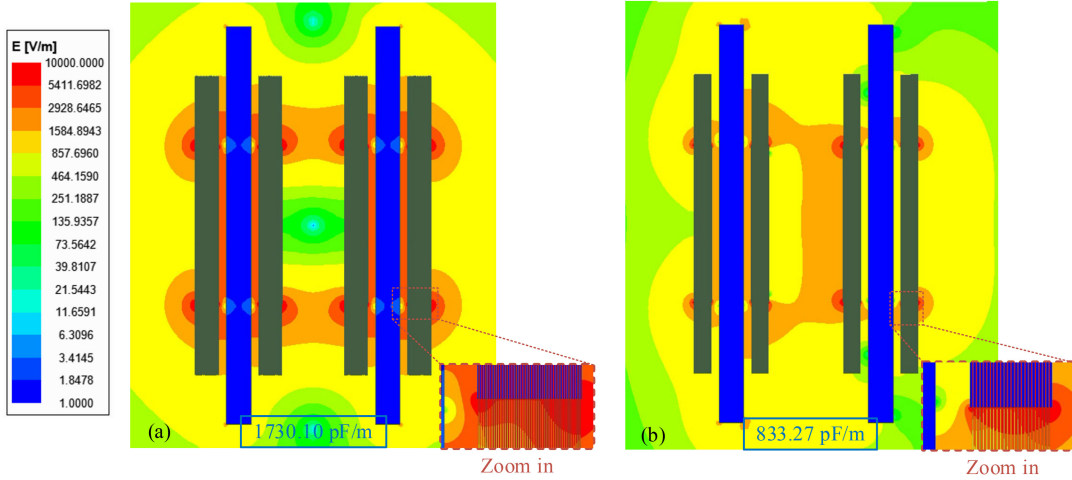 E [V/m]
10000.0000
5411.6982
2928.6465
1584.8943
857.6960
464.1590
251.1887
135.9357
73.5642
39.8107
21.5443
11.6591
6.3096
3.4145
1.8478
1.0000
(a)
1730.10 pF/m
Zoom in
(b)
833.27 pF/m
Zoom in